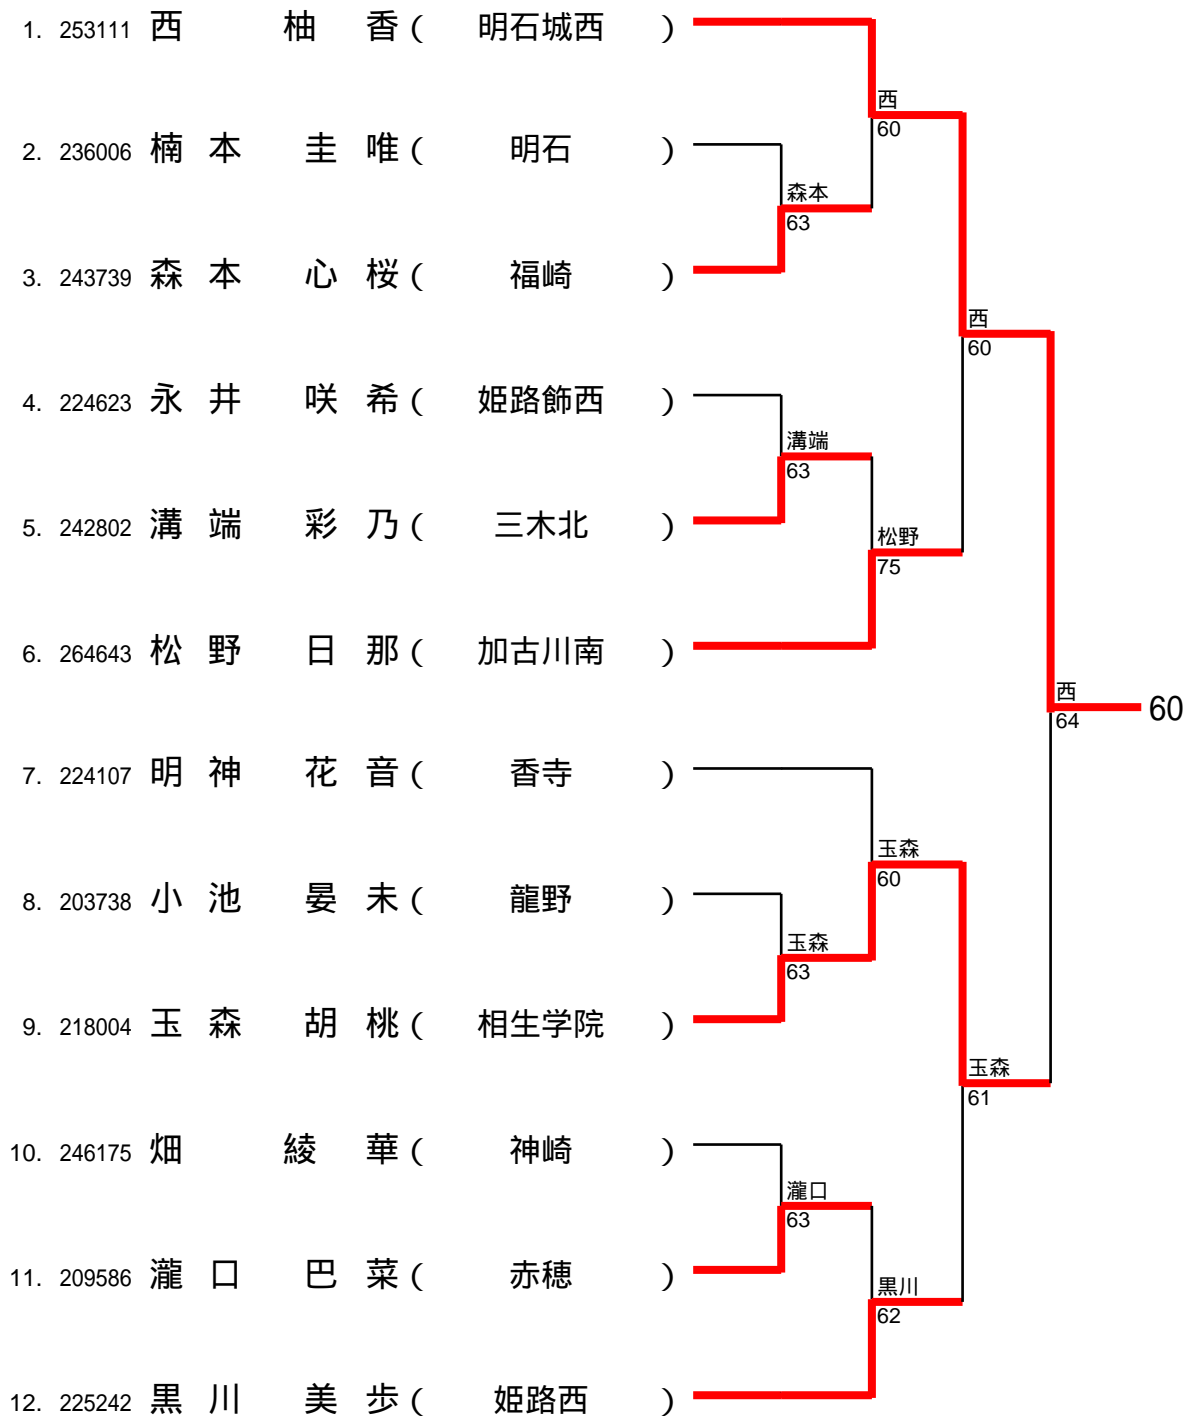 1. 253111 西 柚 香 ( 明石城西 )
西
60
2. 236006 楠 本 圭 唯 ( 明石 )
森本
63
3. 243739 森 本 心 桜 ( 福崎 )
西
60
4. 224623 永 井 咲 希 ( 姫路飾西 )
溝端
63
5. 242802 溝 端 彩 乃 ( 三木北 )
松野
75
6. 264643 松 野 日 那 ( 加古川南 )
西
64
60
7. 224107 明 神 花 音 ( 香寺 )
玉森
60
8. 203738 小 池 晏 未 ( 龍野 )
玉森
63
9. 218004 玉 森 胡 桃 ( 相生学院 )
玉森
61
10. 246175 畑 綾 華 ( 神崎 )
瀧口
63
11. 209586 瀧 口 巴 菜 ( 赤穂 )
黒川
62
12. 225242 黒 川 美 歩 ( 姫路西 )